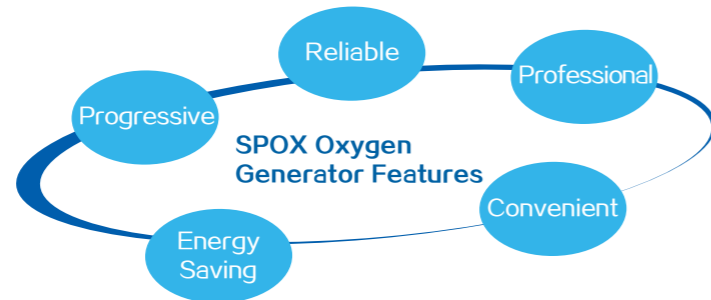 Reliable
Professional
Progressive
SPOX Oxygen
Generator Features
Convenient
Energy
Saving